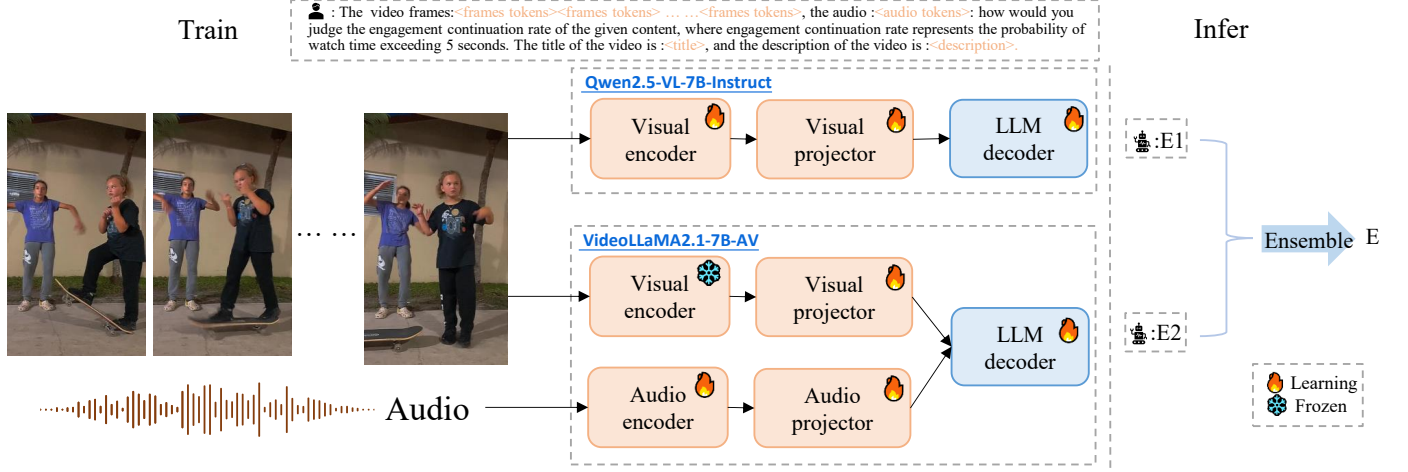 Train
: The video frames:<frames tokens><frames tokens> ... ...<frames tokens>, the audio :<audio tokens>: how would you
judge the engagement continuation rate of the given content, where engagement continuation rate represents the probability of
watch time exceeding 5 seconds. The title of the video is :<title>, and the description of the video is :<description>.
Infer
Qwen2.5-VL-7B-Instruct
Visual
encoder
Visual
projector
LLM
decoder
... ...
VideoLLaMA2.1-7B-AV
Visual
encoder
Visual
projector
LLM
decoder
Audio
Audio
encoder
Audio
projector
:E1
Ensemble
E
:E2
Learning
Frozen